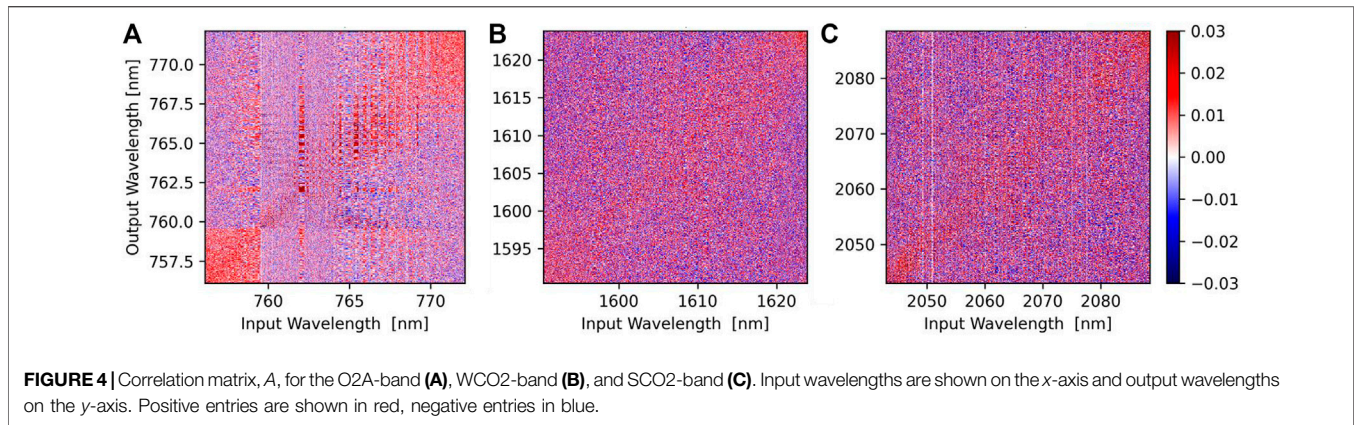 A
B
C
770.0
767.5
765.0
762.5
760.0
757.5
Output Wavelength [nm]
760 765 770
Input Wavelength [nm]
1620
1615
1610
1605
1600
1595
1600 1610 1620
Input Wavelength [nm]
2080
2070
2060
2050
2050 2060 2070 2080
Input Wavelength [nm]
0.03
0.02
0.01
0.00
−0.01
−0.02
−0.03
FIGURE 4 | Correlation matrix, A, for the O2A-band (A), WCO2-band (B), and SCO2-band (C). Input wavelengths are shown on the x-axis and output wavelengths
on the y-axis. Positive entries are shown in red, negative entries in blue.